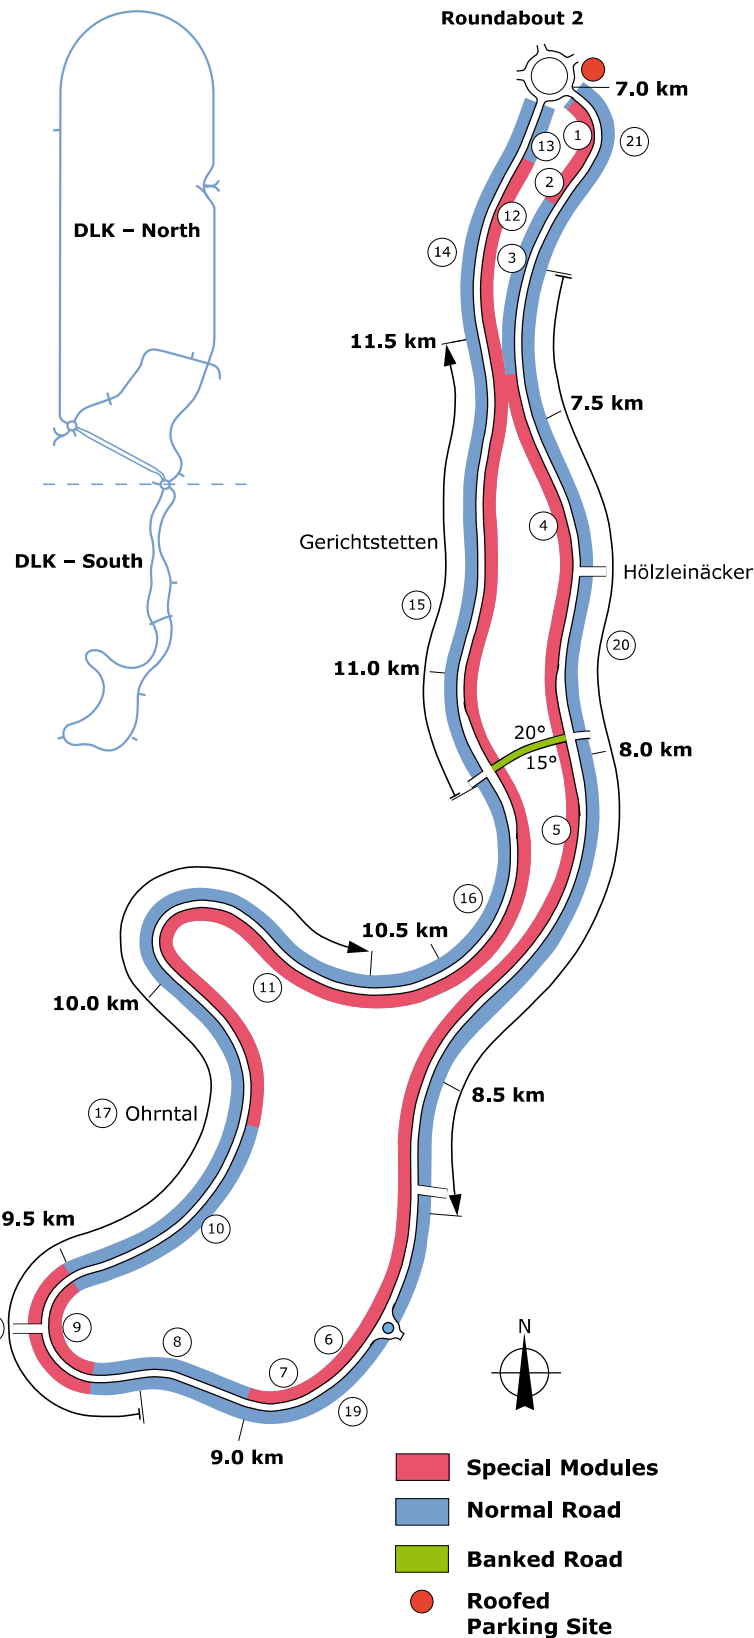 Roundabout 2
7.0 km
1
21
13
2
12
DLK – North
14
3
11.5 km
7.5 km
4
Gerichtstetten
DLK – South
Hölzleinäcker
15
20
11.0 km
20°
8.0 km
15°
5
16
10.5 km
11
10.0 km
8.5 km
17 Ohrntal
9.5 km
10
9
6
8
N
7
19
9.0 km
Special Modules
Normal Road
Banked Road
Roofed
Parking Site